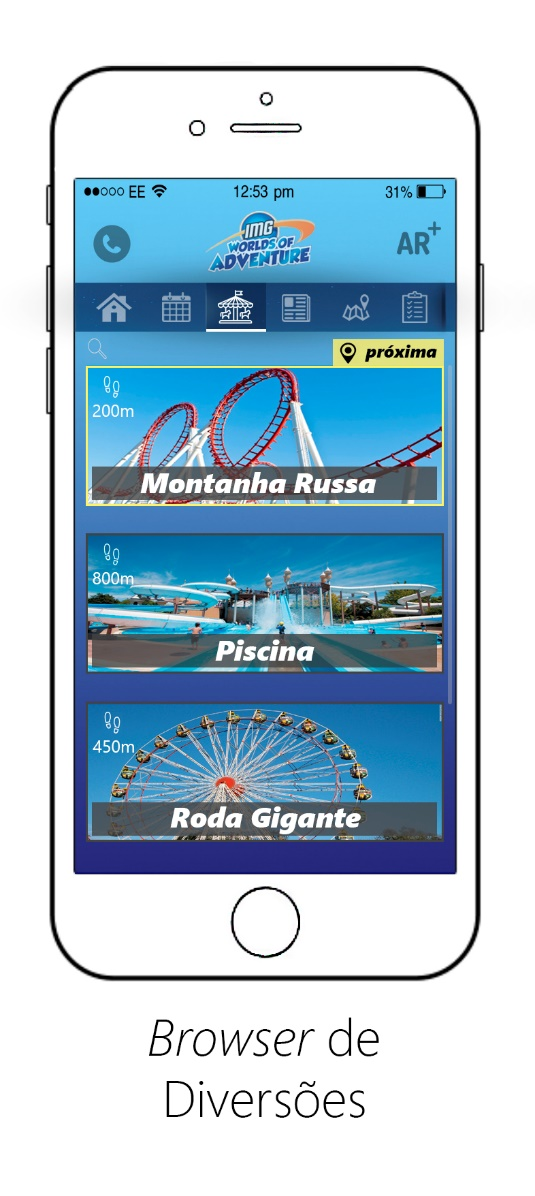 EE 12:53 pm 31%
IMG
WORLDS OF
ADVENTURE
AR+
próxima
200m
Montanha Russa
800m
Piscina
450m
Roda Gigante
Browser de
Diversões